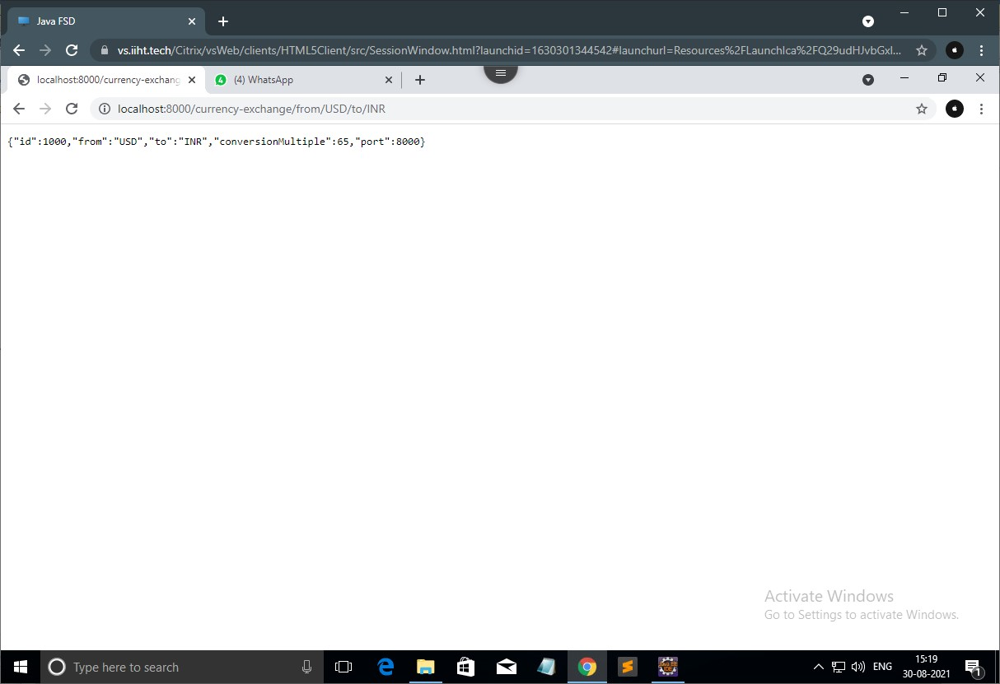 Java FSD
vs.iiht.tech/Citrix/vsWeb/clients/HTML5Client/src/SessionWindow.html?launchid=1630301344542#launchurl=Resources%2FLaunchIca%2FQ29udHJvbGxl...
localhost:8000/currency-exchang
4 (4) WhatsApp
localhost:8000/currency-exchange/from/USD/to/INR
{"id":1000,"from":"USD","to":"INR","conversionMultiple":65,"port":8000}
Activate Windows
Go to Settings to activate Windows.
Type here to search
ENG
15:19
30-08-2021
1